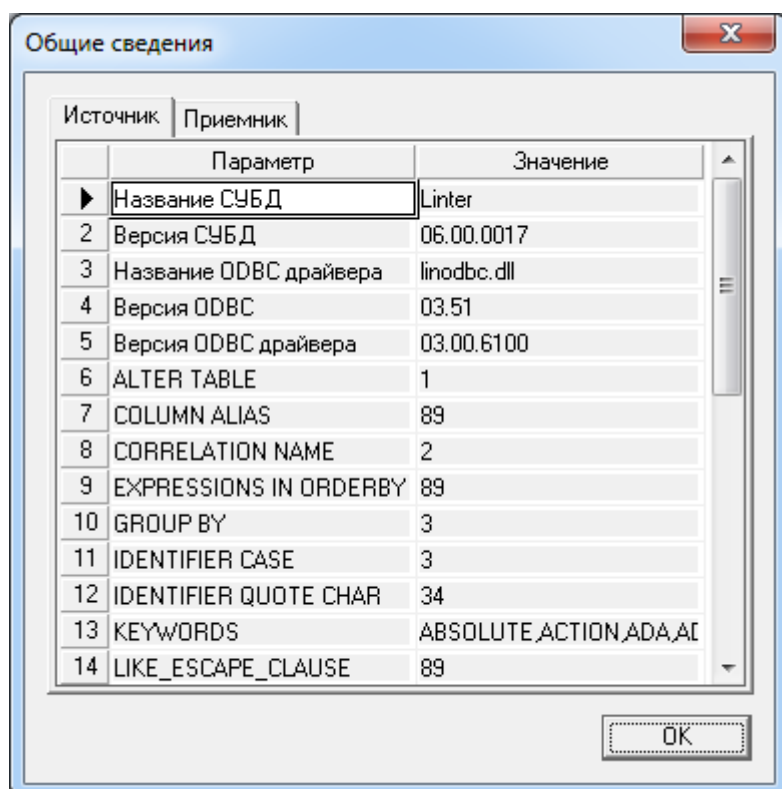 Общие сведения
Источник Приемник
Параметр Значение
Название СУБД Linter
2 Версия СУБД 06.00.0017
3 Название ODBC драйвера linodbc.dll
4 Версия ODBC 03.51
5 Версия ODBC драйвера 03.00.6100
6 ALTER TABLE 1
7 COLUMN ALIAS 89
8 CORRELATION NAME 2
9 EXPRESSIONS IN ORDERBY 89
10 GROUP BY 3
11 IDENTIFIER CASE 3
12 IDENTIFIER QUOTE CHAR 34
13 KEYWORDS ABSOLUTE,ACTION,ADA,AD
14 LIKE_ESCAPE_CLAUSE 89
OK